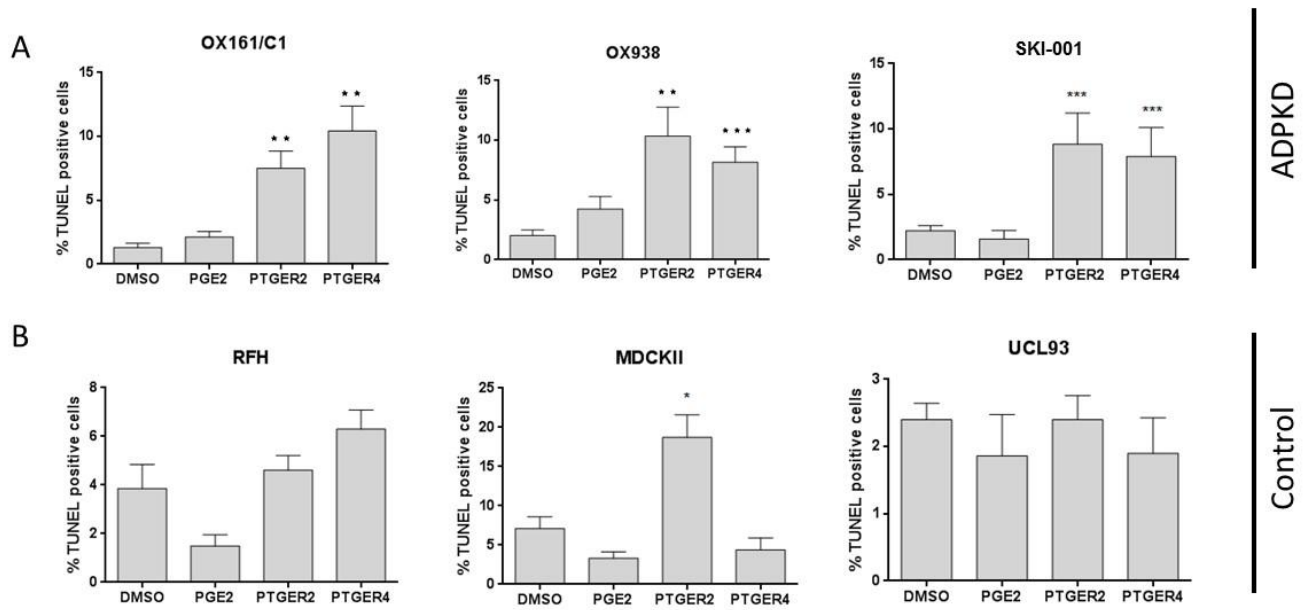 A
OX161/C1
% TUNEL positive cells
15
10
5
0
★★
★★
DMSO PGE2 PTGER2 PTGER4
OX938
% TUNEL positive cells
15
10
5
0
★★
★★★
DMSO PGE2 PTGER2 PTGER4
SKI-001
% TUNEL positive cells
15
10
5
0
***
***
DMSO PGE2 PTGER2 PTGER4
ADPKD
B
RFH
% TUNEL positive cells
8
6
4
2
0
DMSO PGE2 PTGER2 PTGER4
MDCKII
% TUNEL positive cells
25
20
15
10
5
0
*
DMSO PGE2 PTGER2 PTGER4
UCL93
% TUNEL positive cells
3
2
1
0
DMSO PGE2 PTGER2 PTGER4
Control